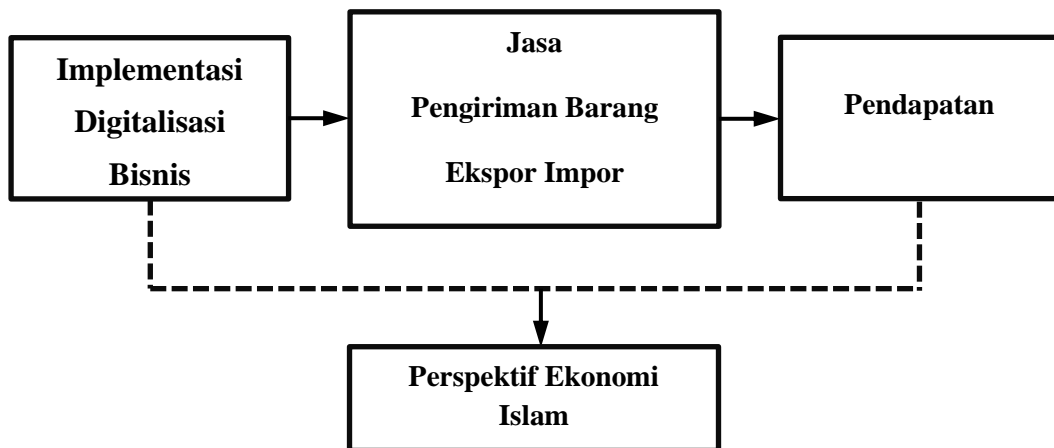 Implementasi
Digitalisasi
Bisnis
Jasa
Pengiriman Barang
Ekspor Impor
Pendapatan
Perspektif Ekonomi
Islam